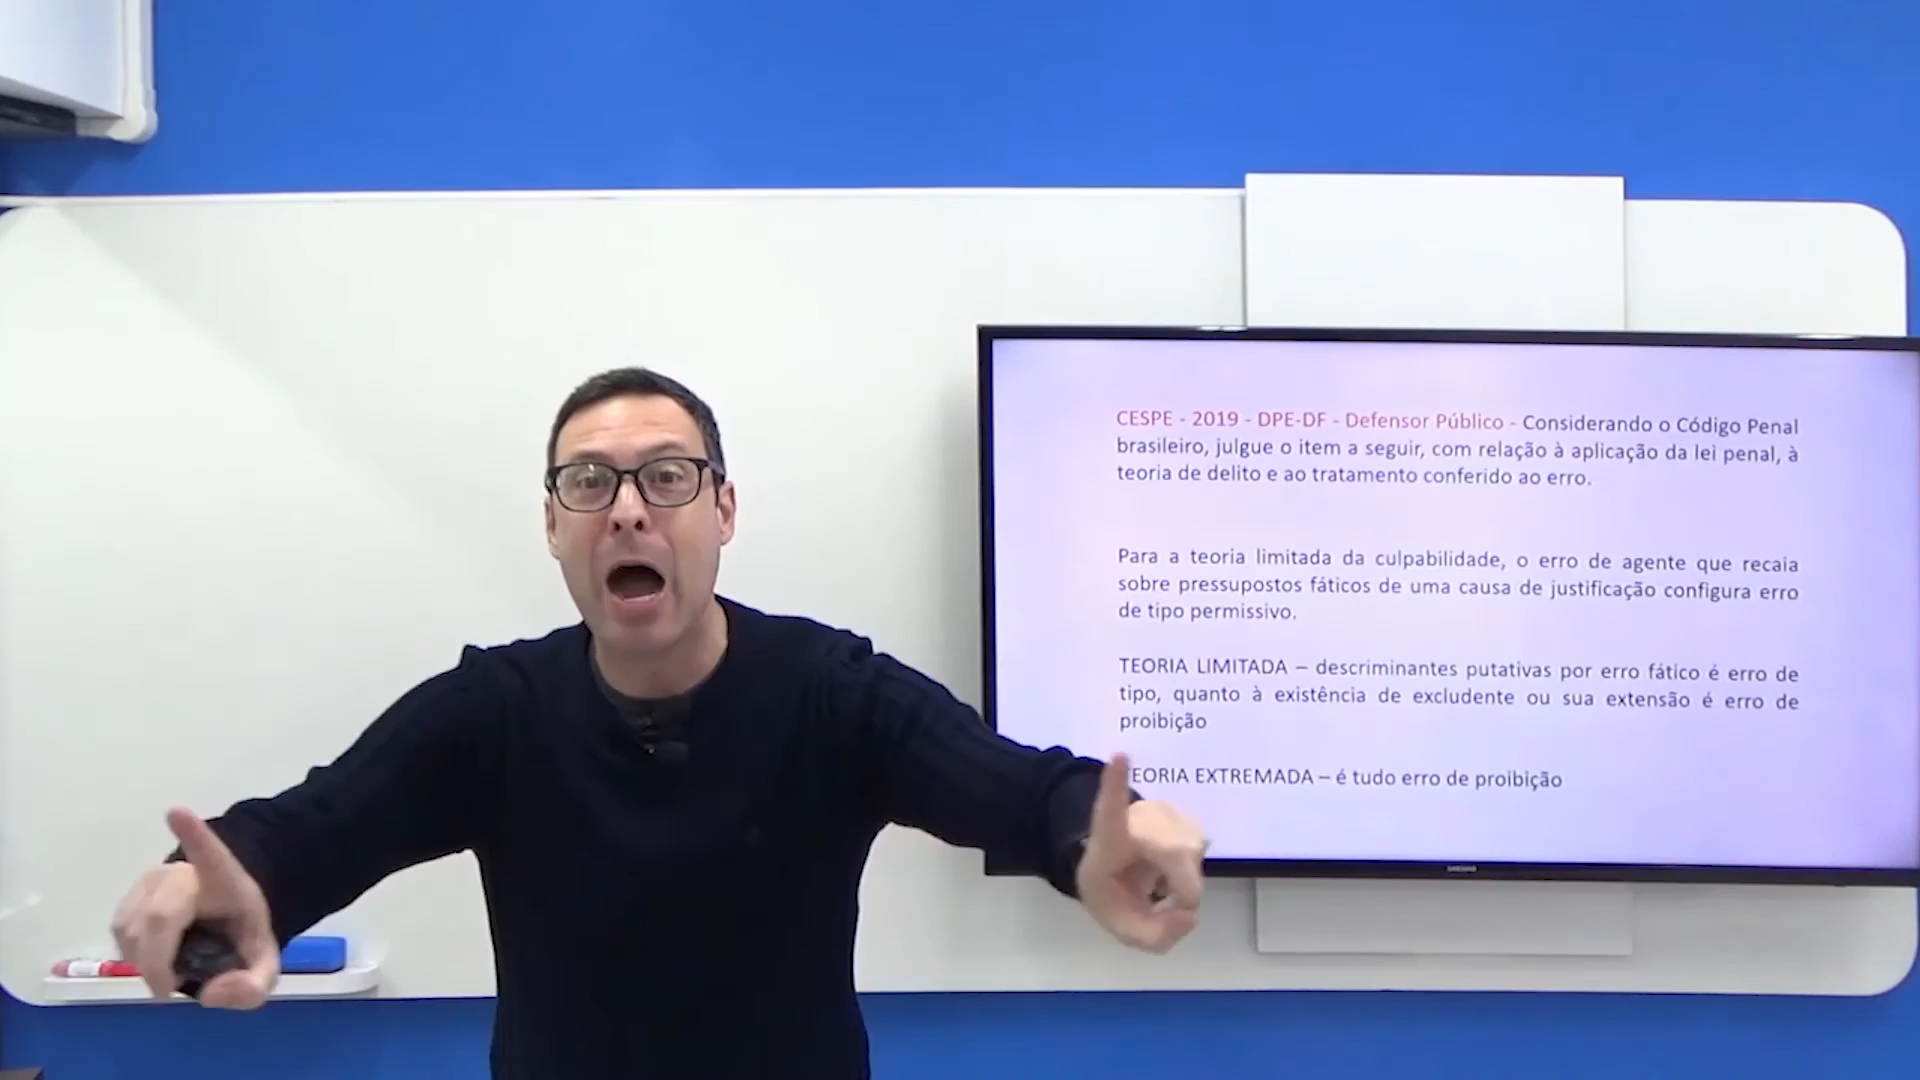 CESPE - 2019 - DPE-DF - Defensor Público - Considerando o Código Penal
brasileiro, julgue o item a seguir, com relação à aplicação da lei penal, à
teoria de delito e ao tratamento conferido ao erro.
Para a teoria limitada da culpabilidade, o erro de agente que recaia
sobre pressupostos fáticos de uma causa de justificação configura erro
de tipo permissivo.
TEORIA LIMITADA – descriminantes putativas por erro fático é erro de
tipo, quanto à existência de excludente ou sua extensão é erro de
proibição
TEORIA EXTREMADA – é tudo erro de proibição